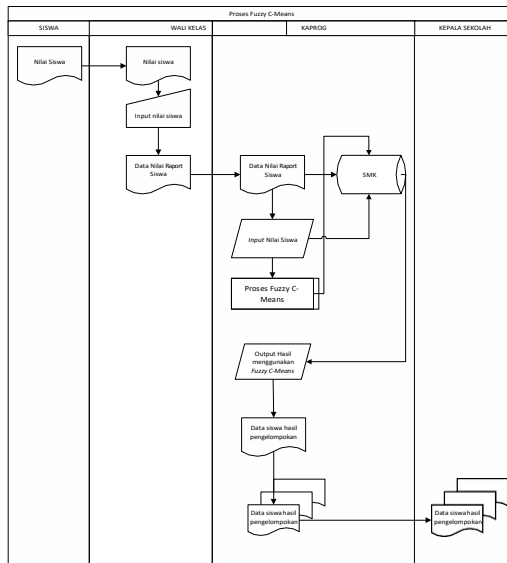 Proses Fuzzy C-Means
SISWA
WALI KELAS
KAPROG
KEPALA SEKOLAH
Nilai Siswa
Nilai siswa
Input nilai siswa
Data Nilai Raport
Siswa
Data Nilai Raport
Siswa
SMK
Input Nilai Siswa
Proses Fuzzy C-
Means
Output Hasil
menggunakan
Fuzzy C-Means
Data siswa hasil
pengelompokan
Data siswa hasil
pengelompokan
Data siswa hasil
pengelompokan